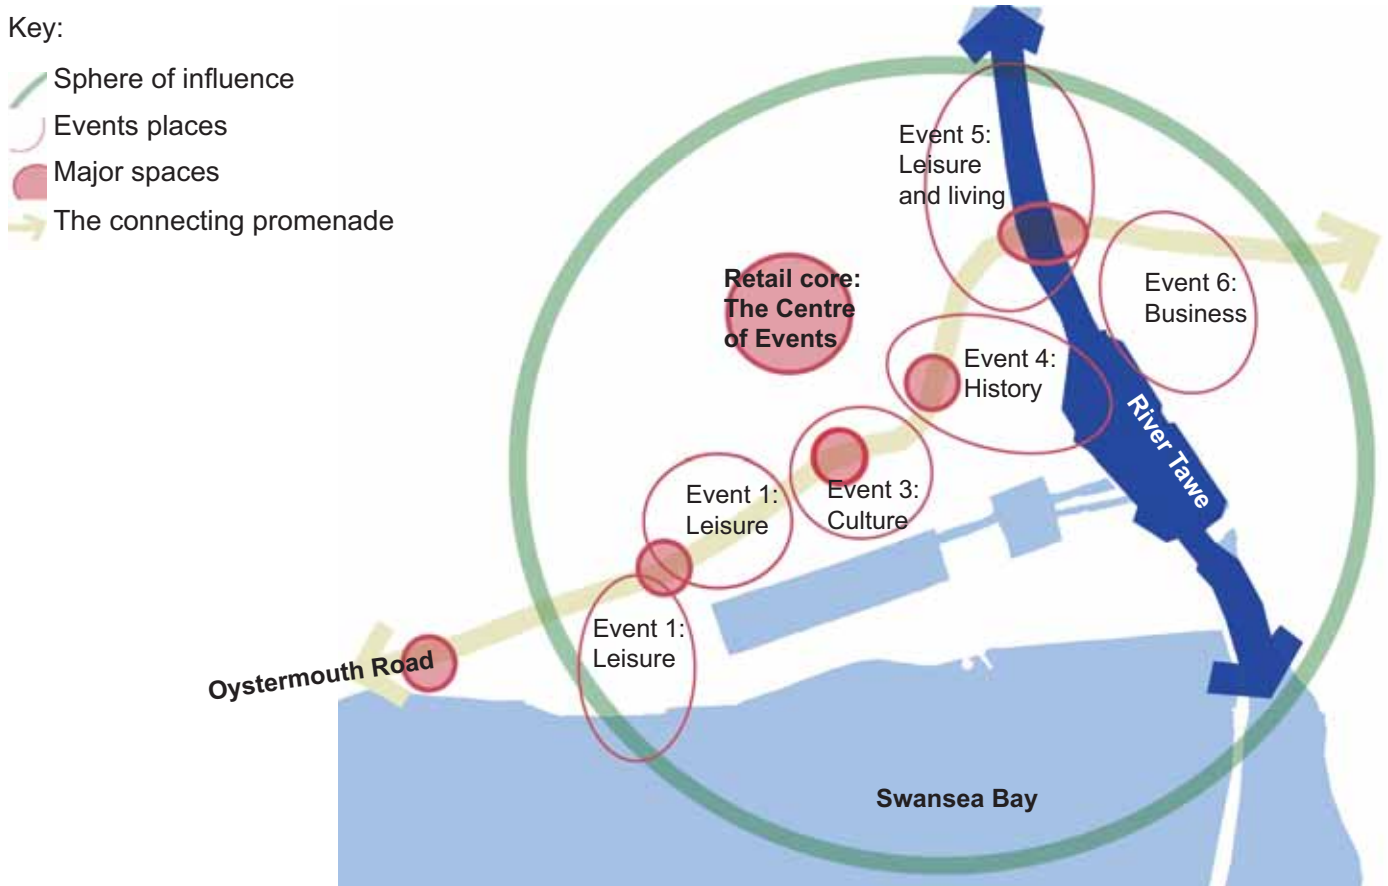 Key:
Sphere of influence
Events places
Major spaces
The connecting promenade
Event 5:
Leisure
and living
Retail core:
The Centre
of Events
Event 6:
Business
Event 4:
History
River Tawe
Event 1:
Leisure
Event 3:
Culture
Event 1:
Leisure
Oystermouth Road
Swansea Bay